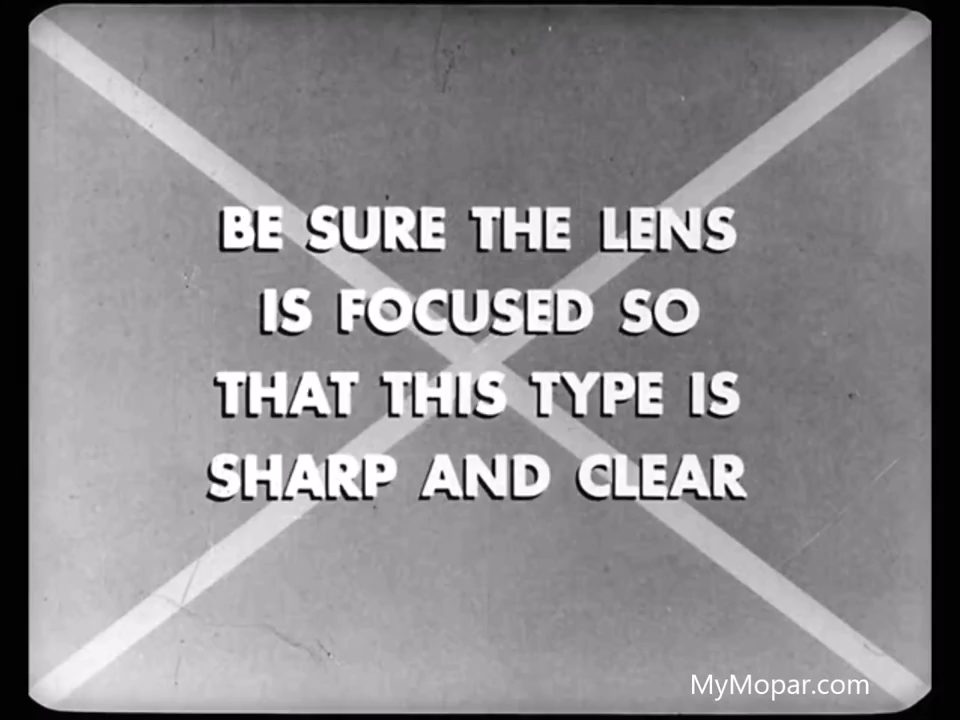 BE SURE THE LENS
IS FOCUSED SO
THAT THIS TYPE IS
SHARP AND CLEAR
MyMopar.com